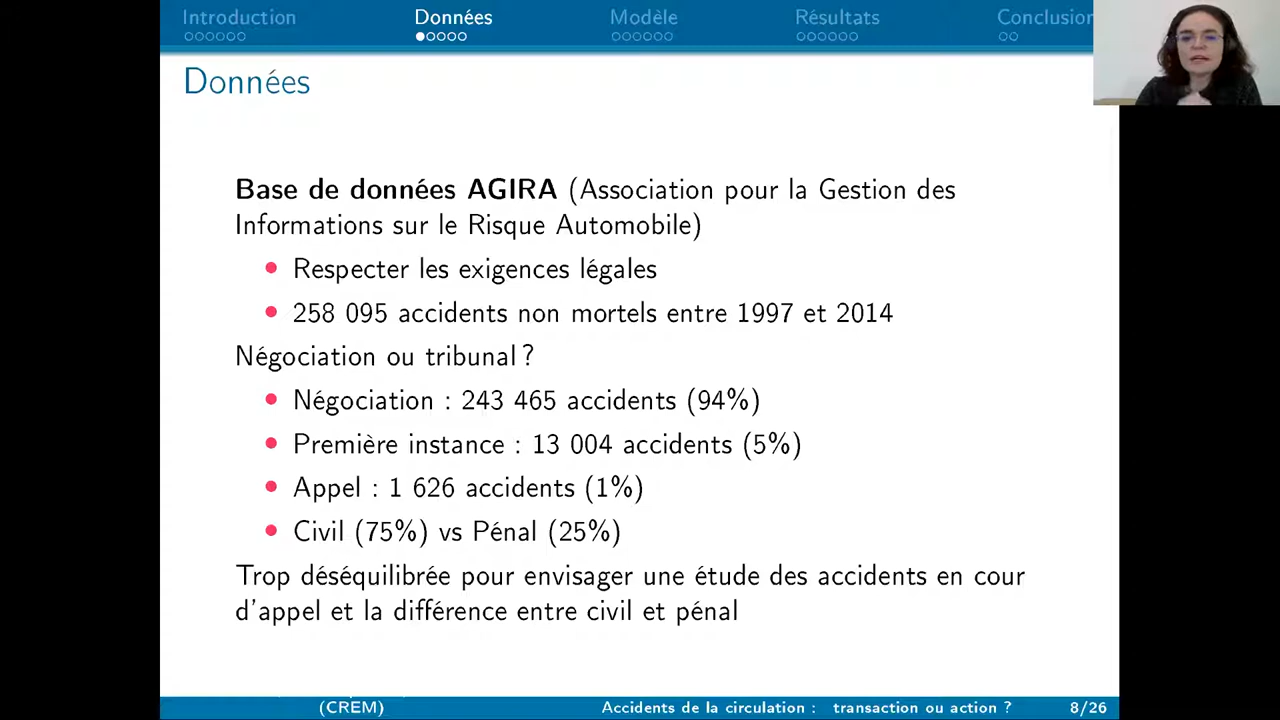 Introduction Données Modèle Résultats Conclusion
Données
Base de données AGIRA (Association pour la Gestion des
Informations sur le Risque Automobile)
Respecter les exigences légales
258 095 accidents non mortels entre 1997 et 2014
Négociation ou tribunal ?
Négociation : 243 465 accidents (94%)
Première instance : 13 004 accidents (5%)
Appel : 1 626 accidents (1%)
Civil (75%) vs Pénal (25%)
Trop déséquilibrée pour envisager une étude des accidents en cour
d'appel et la différence entre civil et pénal
(CREM) Accidents de la circulation : transaction ou action ? 8/26